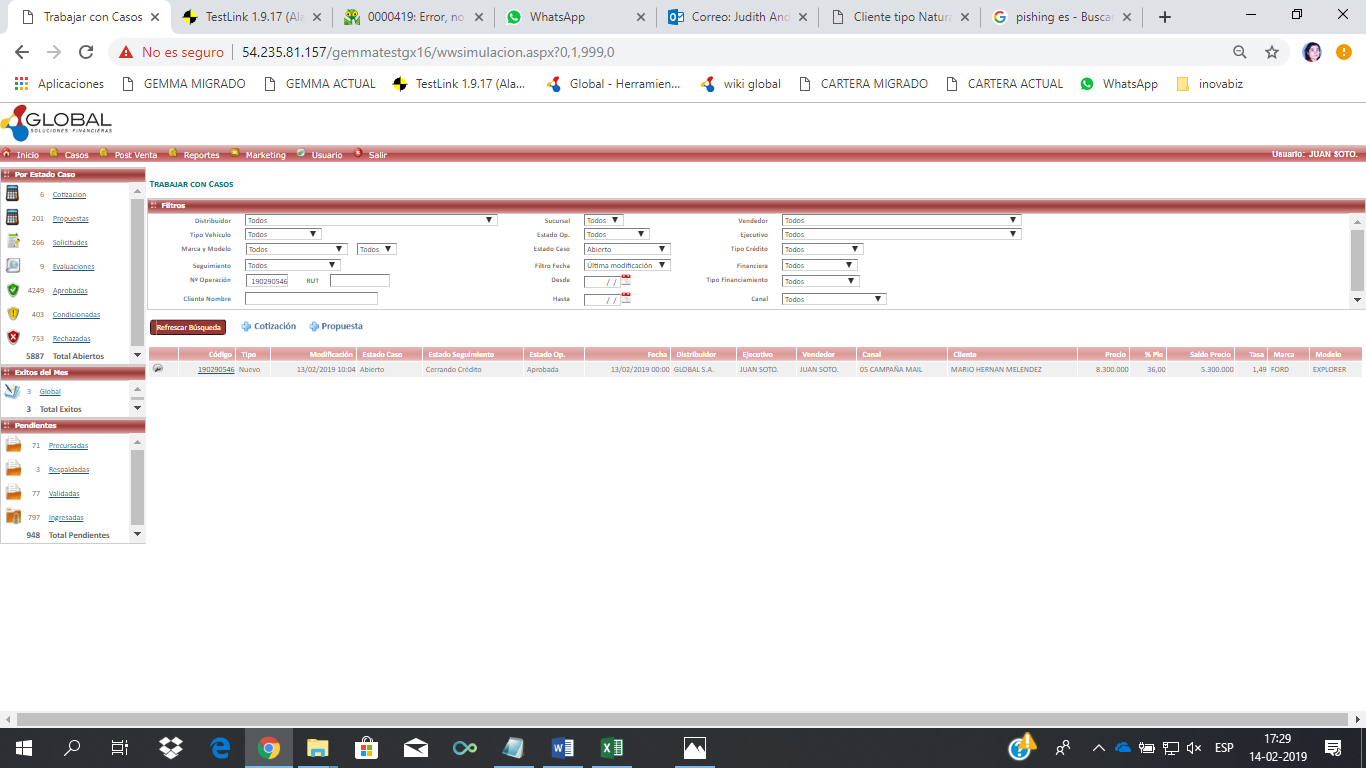 Trabajar con Casos
TestLink 1.9.17 (Ala
0000419: Error, no
WhatsApp
Correo: Judith And
Cliente tipo Natura
pishing es - Buscar
No es seguro 54.235.81.157/gemmatestgx16/wwsimulacion.aspx?0,1,999,0
Aplicaciones GEMMA MIGRADO GEMMA ACTUAL TestLink 1.9.17 (Ala... Global - Herramien... wiki global CARTERA MIGRADO CARTERA ACTUAL WhatsApp inovabiz
GLOBAL
SOLUCIONES FINANCIERAS
Inicio Casos Post Venta Reportes Marketing Usuario Salir Usuario: JUAN SOTO.
Por Estado Caso
6 Cotizacion
201 Propuestas
266 Solicitudes
9 Evaluaciones
4249 Aprobadas
403 Condicionadas
753 Rechazadas
5887 Total Abiertos
Exitos del Mes
3 Global
3 Total Exitos
Pendientes
71 Precursadas
3 Respaldadas
77 Validadas
797 Ingresadas
948 Total Pendientes
TRABAJAR CON CASOS
Filtros
Distribuidor Todos Sucursal Todos Vendedor Todos
Tipo Vehículo Todos Estado Op. Todos Ejecutivo Todos
Marca y Modelo Todos Todos Estado Caso Abierto Tipo Crédito Todos
Seguimiento Todos Filtro Fecha Última modificación Financiera Todos
Nº Operación 190290546 RUT Desde / / Tipo Financiamiento Todos
Cliente Nombre Hasta / / Canal Todos
Refrescar Búsqueda Cotización Propuesta
Código Tipo Modificación Estado Caso Estado Seguimiento Estado Op. Fecha Distribuidor Ejecutivo Vendedor Canal Cliente Precio % Pie Saldo Precio Tasa Marca Modelo
190290546 Nuevo 13/02/2019 10:04 Abierto Cerrando Crédito Aprobada 13/02/2019 00:00 GLOBAL S.A. JUAN SOTO. JUAN SOTO. 05 CAMPAÑA MAIL MARIO HERNAN MELENDEZ 8.300.000 36,00 5.300.000 1,49 FORD EXPLORER
ESP
17:29
14-02-2019